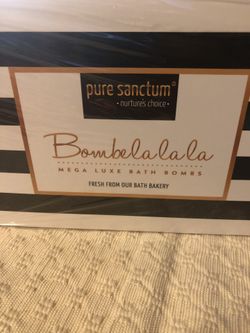 pure sanctum®
• nurture's choice •
Bombelalala
MEGA LUXE BATH BOMBS
FRESH FROM OUR BATH BAKERY